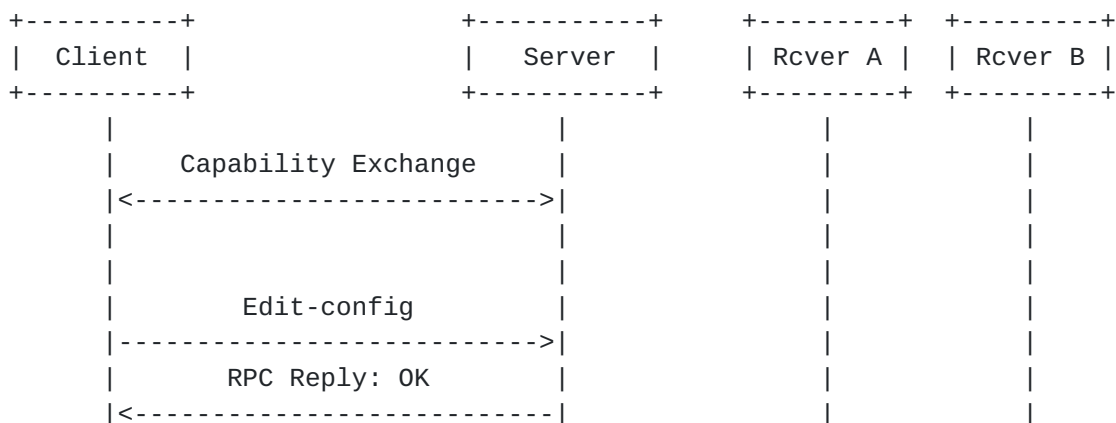 +----------+                 +-----------+     +---------+  +---------+
|  Client  |                 |   Server  |     | Rcver A |  | Rcver B |
+----------+                 +-----------+     +---------+  +---------+
      |                            |                |            |
      |    Capability Exchange     |                |            |
      |<-------------------------->|                |            |
      |                            |                |            |
      |                            |                |            |
      |        Edit-config         |                |            |
      |--------------------------->|                |            |
      |       RPC Reply: OK        |                |            |
      |<---------------------------|                |            |